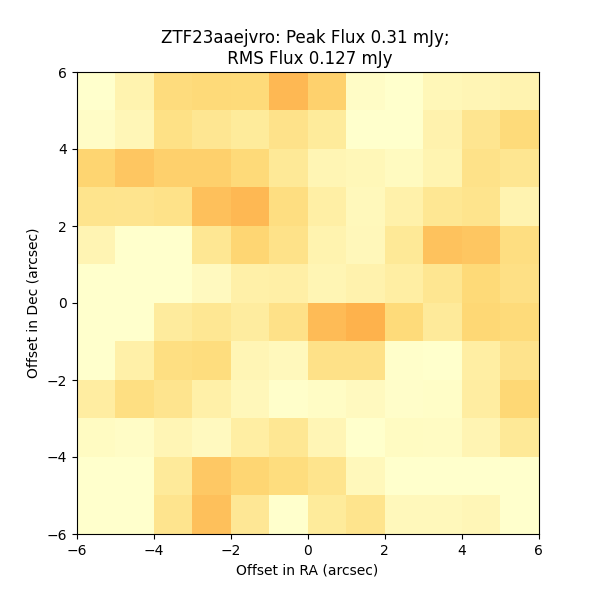 ZTF23aaejvro: Peak Flux 0.31 mJy;
RMS Flux 0.127 mJy
6
4
2
0
−2
−4
−6
Offset in Dec (arcsec)
−6 −4 −2 0 2 4 6
Offset in RA (arcsec)